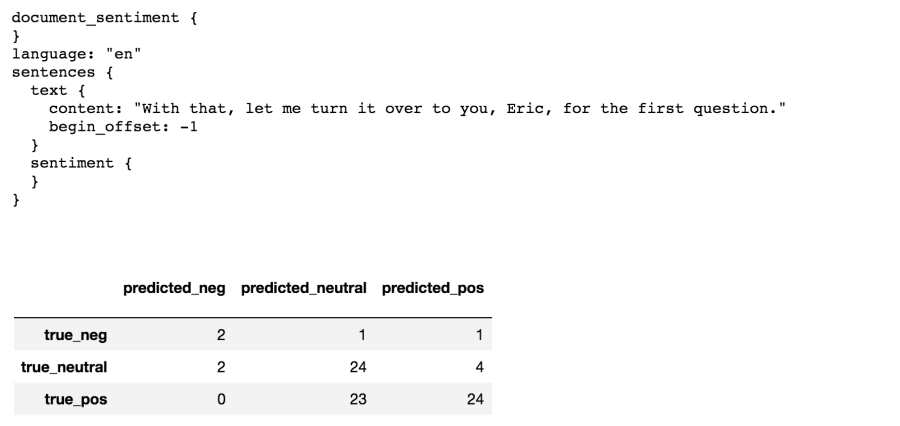 document_sentiment {
}
language: "en"
sentences {
  text {
    content: "With that, let me turn it over to you, Eric, for the first question."
    begin_offset: -1
  }
  sentiment {
  }
}
predicted_neg predicted_neutral predicted_pos
true_neg 2 1 1
true_neutral 2 24 4
true_pos 0 23 24